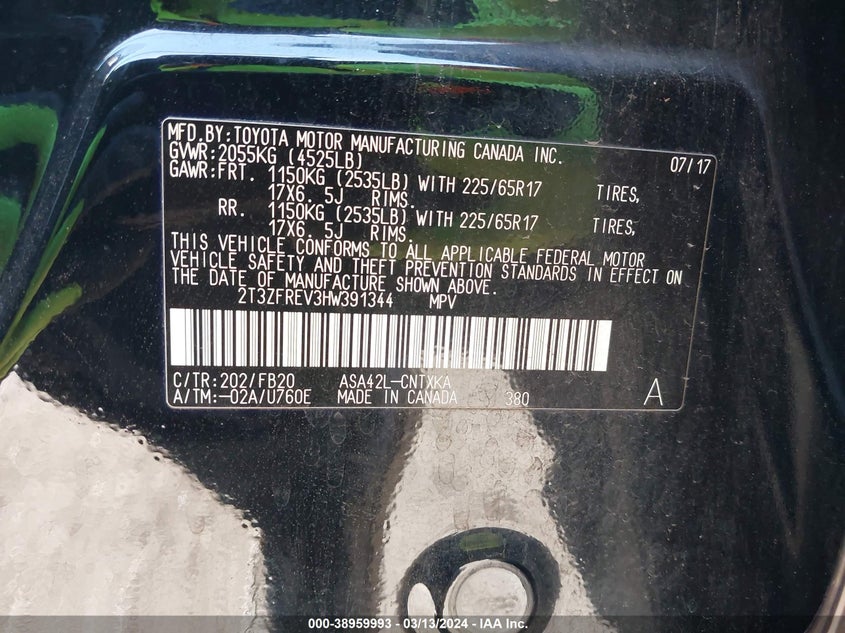 MFD.BY:TOYOTA MOTOR MANUFACTURING CANADA INC. 07/17
GVWR:2055KG (4525LB)
GAWR:FRT. 1150KG (2535LB) WITH 225/65R17 TIRES,
17X6. 5J RIMS.
RR. 1150KG (2535LB) WITH 225/65R17 TIRES,
17X6. 5J RIMS.
THIS VEHICLE CONFORMS TO ALL APPLICABLE FEDERAL MOTOR
VEHICLE SAFETY AND THEFT PREVENTION STANDARDS IN EFFECT ON
THE DATE OF MANUFACTURE SHOWN ABOVE.
2T3ZFREV3HW391344 MPV
C/TR:202/FB20 ASA42L-CNTXKA
A/TM:-02A/U760E MADE IN CANADA 380 A
000-38959993 - 03/13/2024 - IAA Inc.